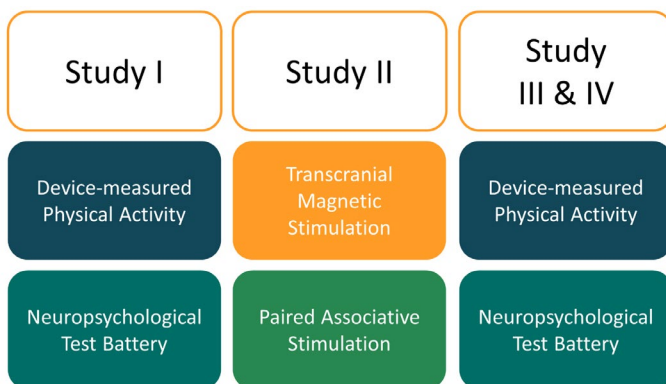 Study I
Study II
Study
III & IV
Device-measured
Physical Activity
Transcranial
Magnetic
Stimulation
Device-measured
Physical Activity
Neuropsychological
Test Battery
Paired Associative
Stimulation
Neuropsychological
Test Battery